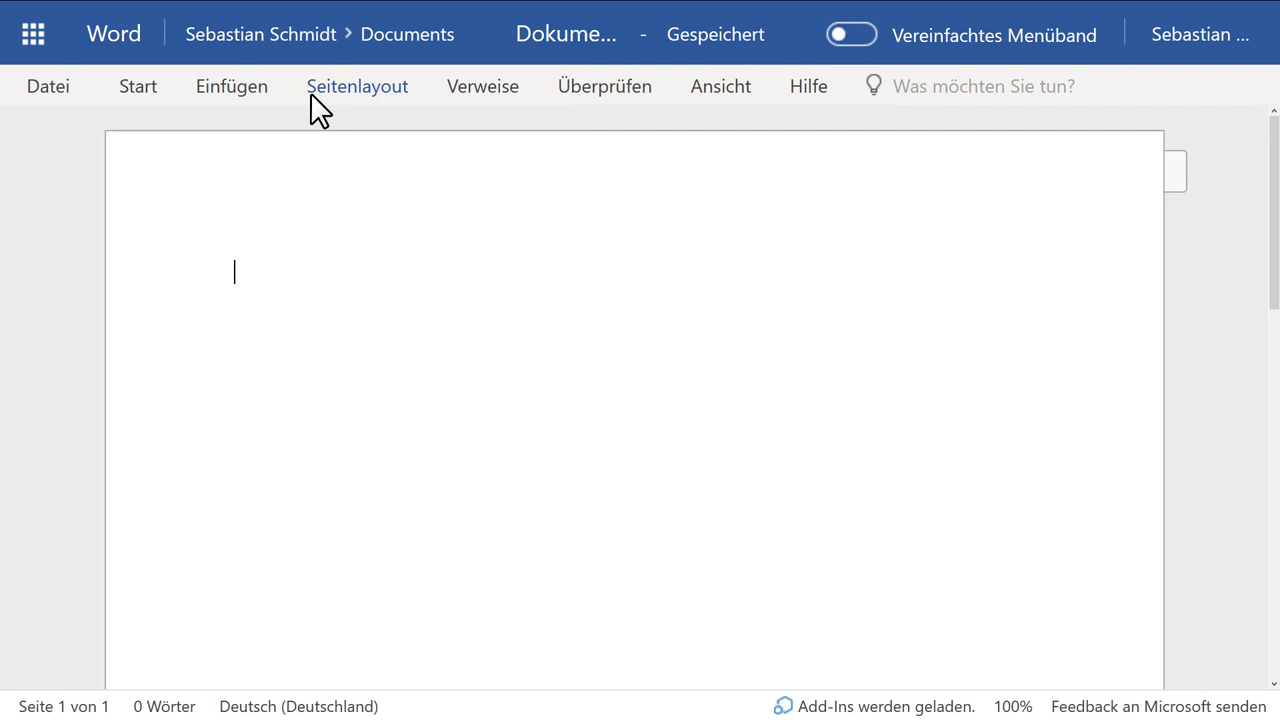 Word Sebastian Schmidt > Documents Dokume... - Gespeichert Vereinfachtes Menüband Sebastian ...
Datei Start Einfügen Seitenlayout Verweise Überprüfen Ansicht Hilfe Was möchten Sie tun?
Seite 1 von 1 0 Wörter Deutsch (Deutschland) Add-Ins werden geladen. 100% Feedback an Microsoft senden